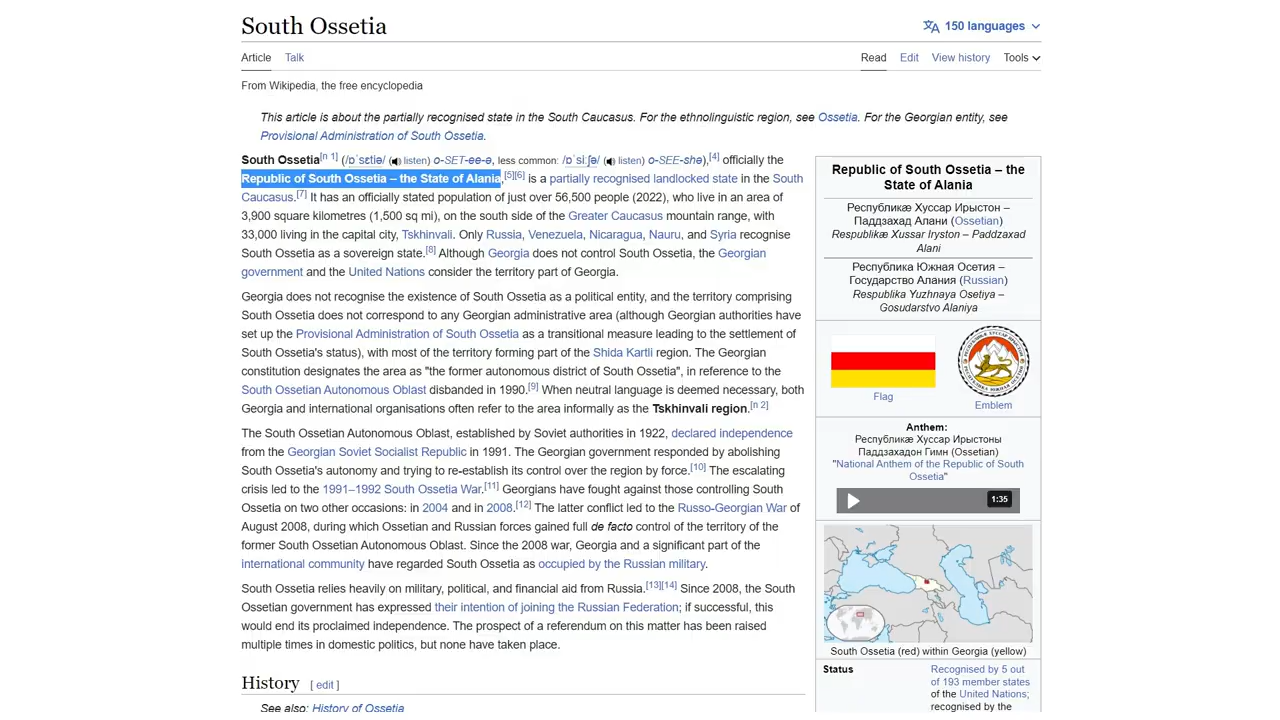 South Ossetia
150 languages
Article Talk
Read Edit View history Tools
From Wikipedia, the free encyclopedia
This article is about the partially recognised state in the South Caucasus. For the ethnolinguistic region, see Ossetia. For the Georgian entity, see
Provisional Administration of South Ossetia.
South Ossetia[n 1] (/ɒˈsɛtiə/ (listen) o-SET-ee-ə, less common: /ɒˈsiːʃə/ (listen) o-SEE-shə),[4] officially the
Republic of South Ossetia – the State of Alania,[5][6] is a partially recognised landlocked state in the South
Caucasus.[7] It has an officially stated population of just over 56,500 people (2022), who live in an area of
3,900 square kilometres (1,500 sq mi), on the south side of the Greater Caucasus mountain range, with
33,000 living in the capital city, Tskhinvali. Only Russia, Venezuela, Nicaragua, Nauru, and Syria recognise
South Ossetia as a sovereign state.[8] Although Georgia does not control South Ossetia, the Georgian
government and the United Nations consider the territory part of Georgia.
Georgia does not recognise the existence of South Ossetia as a political entity, and the territory comprising
South Ossetia does not correspond to any Georgian administrative area (although Georgian authorities have
set up the Provisional Administration of South Ossetia as a transitional measure leading to the settlement of
South Ossetia's status), with most of the territory forming part of the Shida Kartli region. The Georgian
constitution designates the area as "the former autonomous district of South Ossetia", in reference to the
South Ossetian Autonomous Oblast disbanded in 1990.[9] When neutral language is deemed necessary, both
Georgia and international organisations often refer to the area informally as the Tskhinvali region.[n 2]
The South Ossetian Autonomous Oblast, established by Soviet authorities in 1922, declared independence
from the Georgian Soviet Socialist Republic in 1991. The Georgian government responded by abolishing
South Ossetia's autonomy and trying to re-establish its control over the region by force.[10] The escalating
crisis led to the 1991–1992 South Ossetia War.[11] Georgians have fought against those controlling South
Ossetia on two other occasions: in 2004 and in 2008.[12] The latter conflict led to the Russo-Georgian War of
August 2008, during which Ossetian and Russian forces gained full de facto control of the territory of the
former South Ossetian Autonomous Oblast. Since the 2008 war, Georgia and a significant part of the
international community have regarded South Ossetia as occupied by the Russian military.
South Ossetia relies heavily on military, political, and financial aid from Russia.[13][14] Since 2008, the South
Ossetian government has expressed their intention of joining the Russian Federation; if successful, this
would end its proclaimed independence. The prospect of a referendum on this matter has been raised
multiple times in domestic politics, but none have taken place.
History [ edit ]
See also: History of Ossetia
Republic of South Ossetia – the
State of Alania
Республикӕ Хуссар Ирыстон –
Паддзахад Алани (Ossetian)
Respublikæ Xussar Iryston – Paddzaxad
Alani
Республика Южная Осетия –
Государство Алания (Russian)
Respublika Yuzhnaya Osetiya –
Gosudarstvo Alaniya
Flag
Emblem
Anthem:
Республикӕ Хуссар Ирыстоны
Паддзахадон Гимн (Ossetian)
"National Anthem of the Republic of South
Ossetia"
1:35
South Ossetia (red) within Georgia (yellow)
Status
Recognised by 5 out
of 193 member states
of the United Nations;
recognised by the